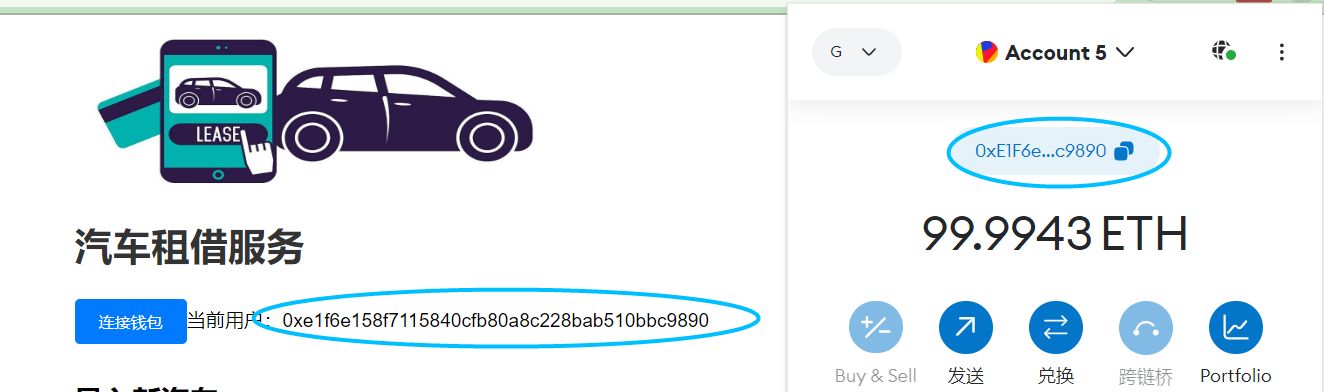 LEASE
汽车租借服务
连接钱包 当前用户：0xe1f6e158f7115840cfb80a8c228bab510bbc9890
G
Account 5
0xE1F6e...c9890
99.9943 ETH
Buy & Sell 发送 兑换 跨链桥 Portfolio